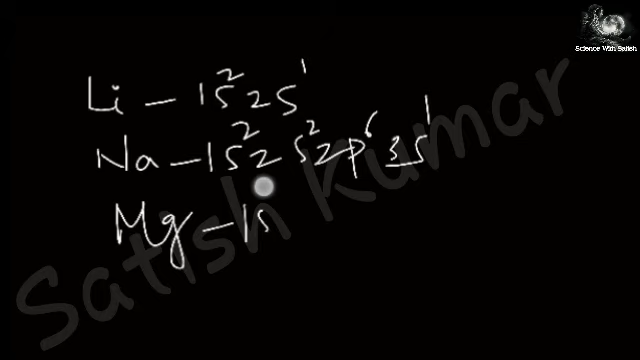 Science With Satish
Li – 1s² 2s¹
Na – 1s² 2s² 2p⁶ 3s¹
Mg – 1s
Satish Kumar